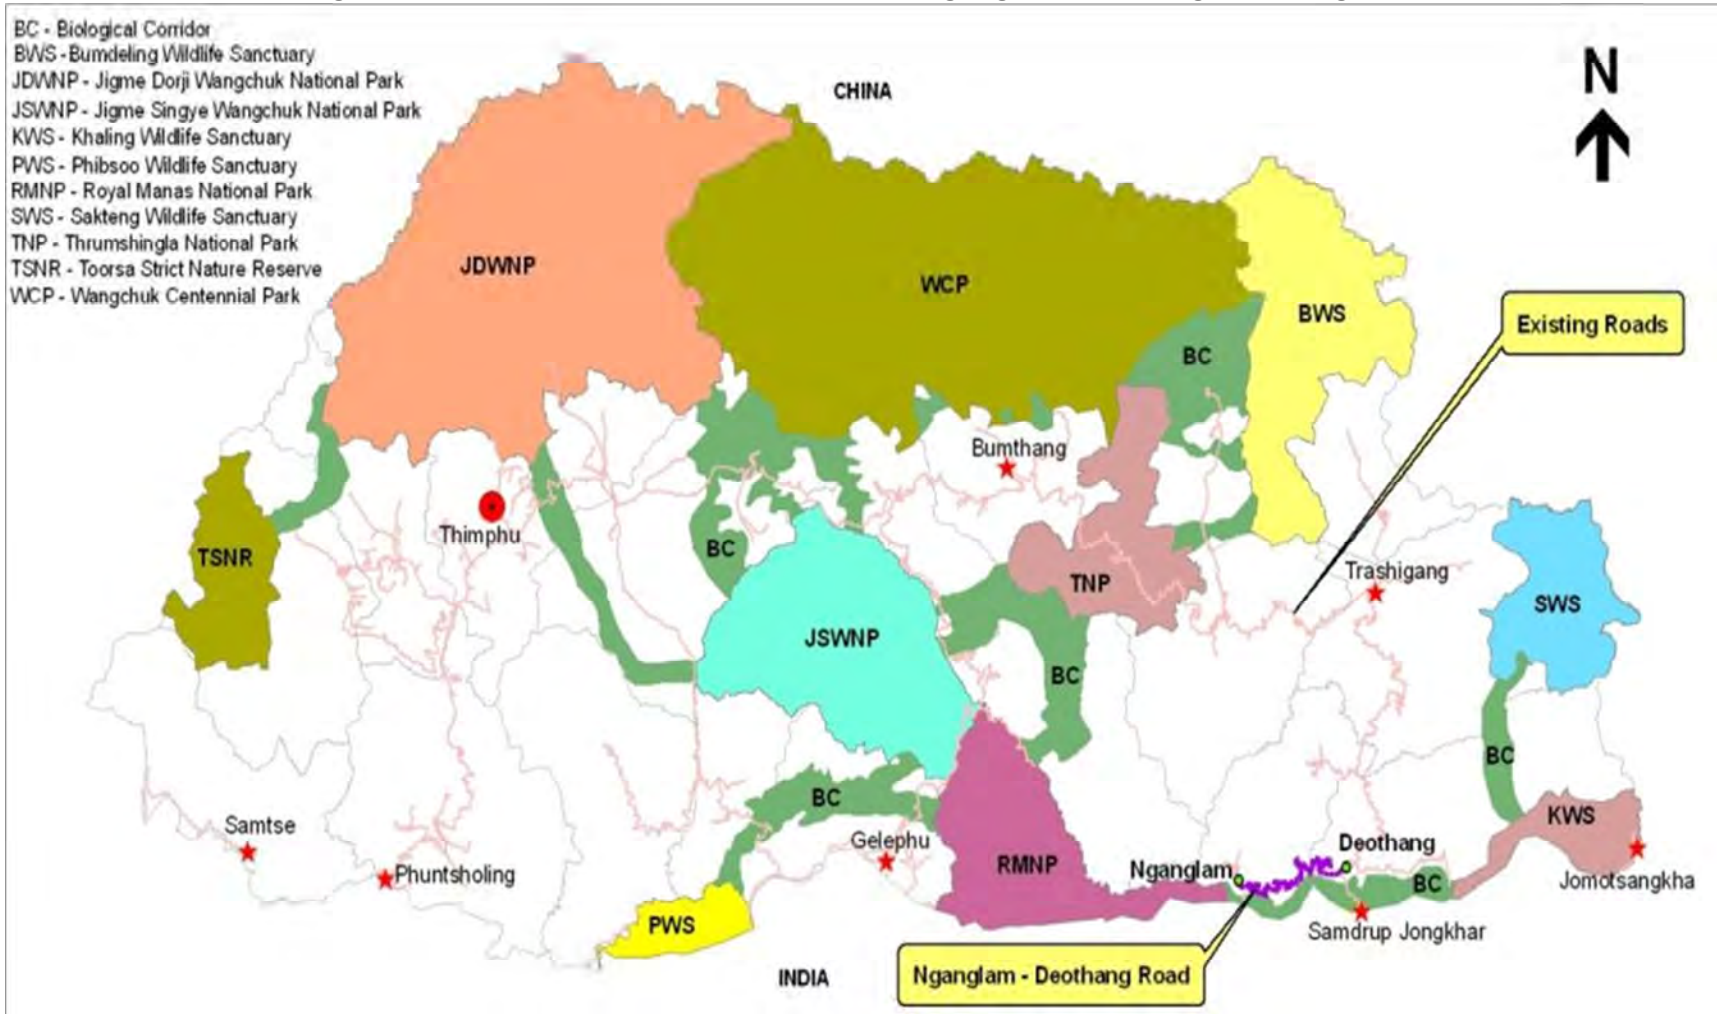 BC - Biological Corridor
BWS -Bumdeling Wildlife Sanctuary
JDWNP - Jigme Dorji Wangchuk National Park
JSWNP - Jigme Singye Wangchuk National Park
KWS - Khaling Wildlife Sanctuary
PWS - Phibsoo Wildlife Sanctuary
RMNP - Royal Manas National Park
SWS - Sakteng Wildlife Sanctuary
TNP - Thrumshingla National Park
TSNR - Toorsa Strict Nature Reserve
WCP - Wangchuk Centennial Park
N
CHINA
JDWNP
WCP
BWS
Existing Roads
BC
Bumthang
Thimphu
BC
TSNR
TNP
Trashigang
SWS
JSWNP
BC
BC
BC
Samtse
Phuntsholing
Gelephu
RMNP
Nganglam
Deothang
KWS
BC
Jomotsangkha
PWS
Samdrup Jongkhar
INDIA
Nganglam - Deothang Road